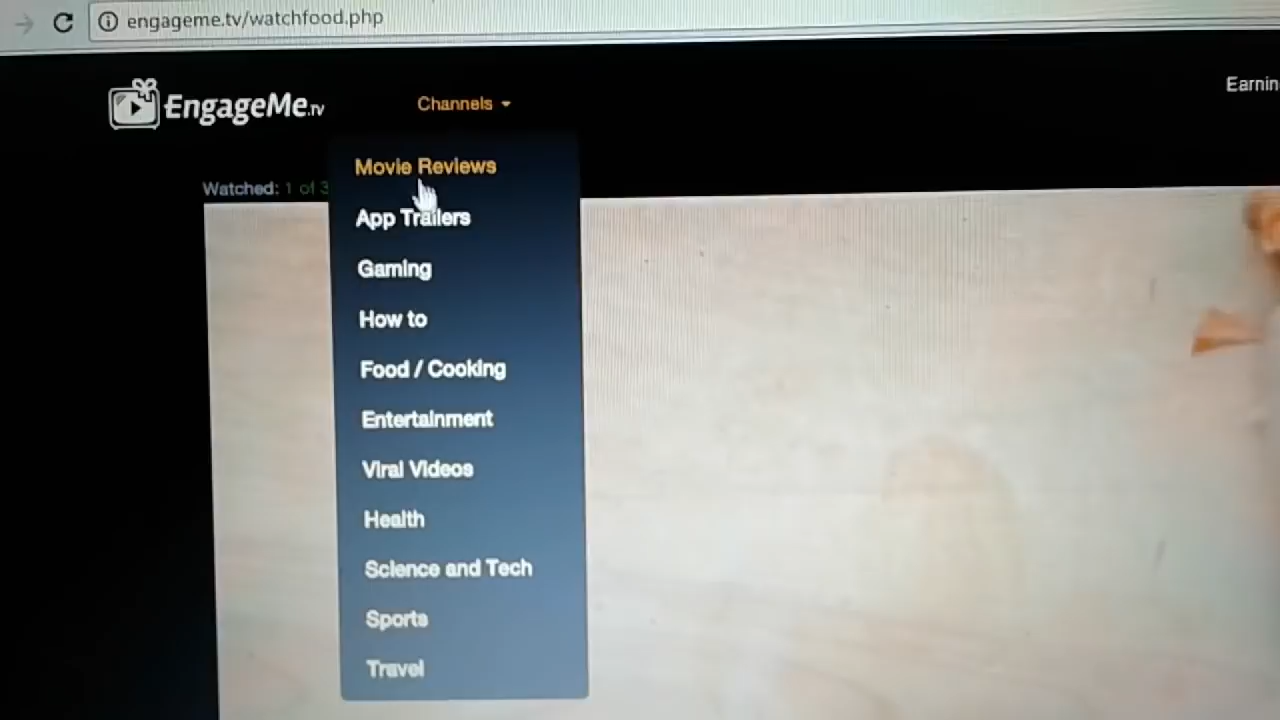 engageme.tv/watchfood.php
EngageMe.TV
Channels
Earnin
Movie Reviews
Watched: 1 of 3
App Trailers
Gaming
How to
Food / Cooking
Entertainment
Viral Videos
Health
Science and Tech
Sports
Travel